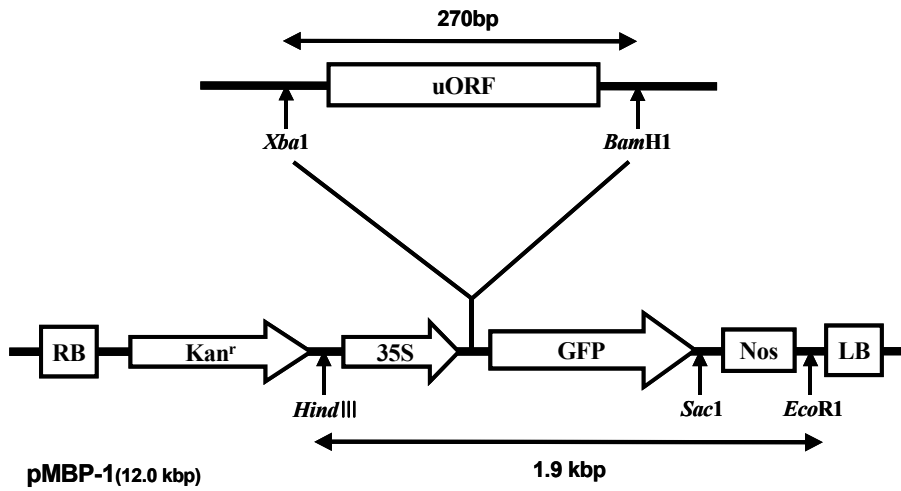 270bp
uORF
Xba1
BamH1
RB
Kanʳ
35S
GFP
Nos
LB
HindIII
Sac1
EcoR1
1.9 kbp
pMBP-1(12.0 kbp)